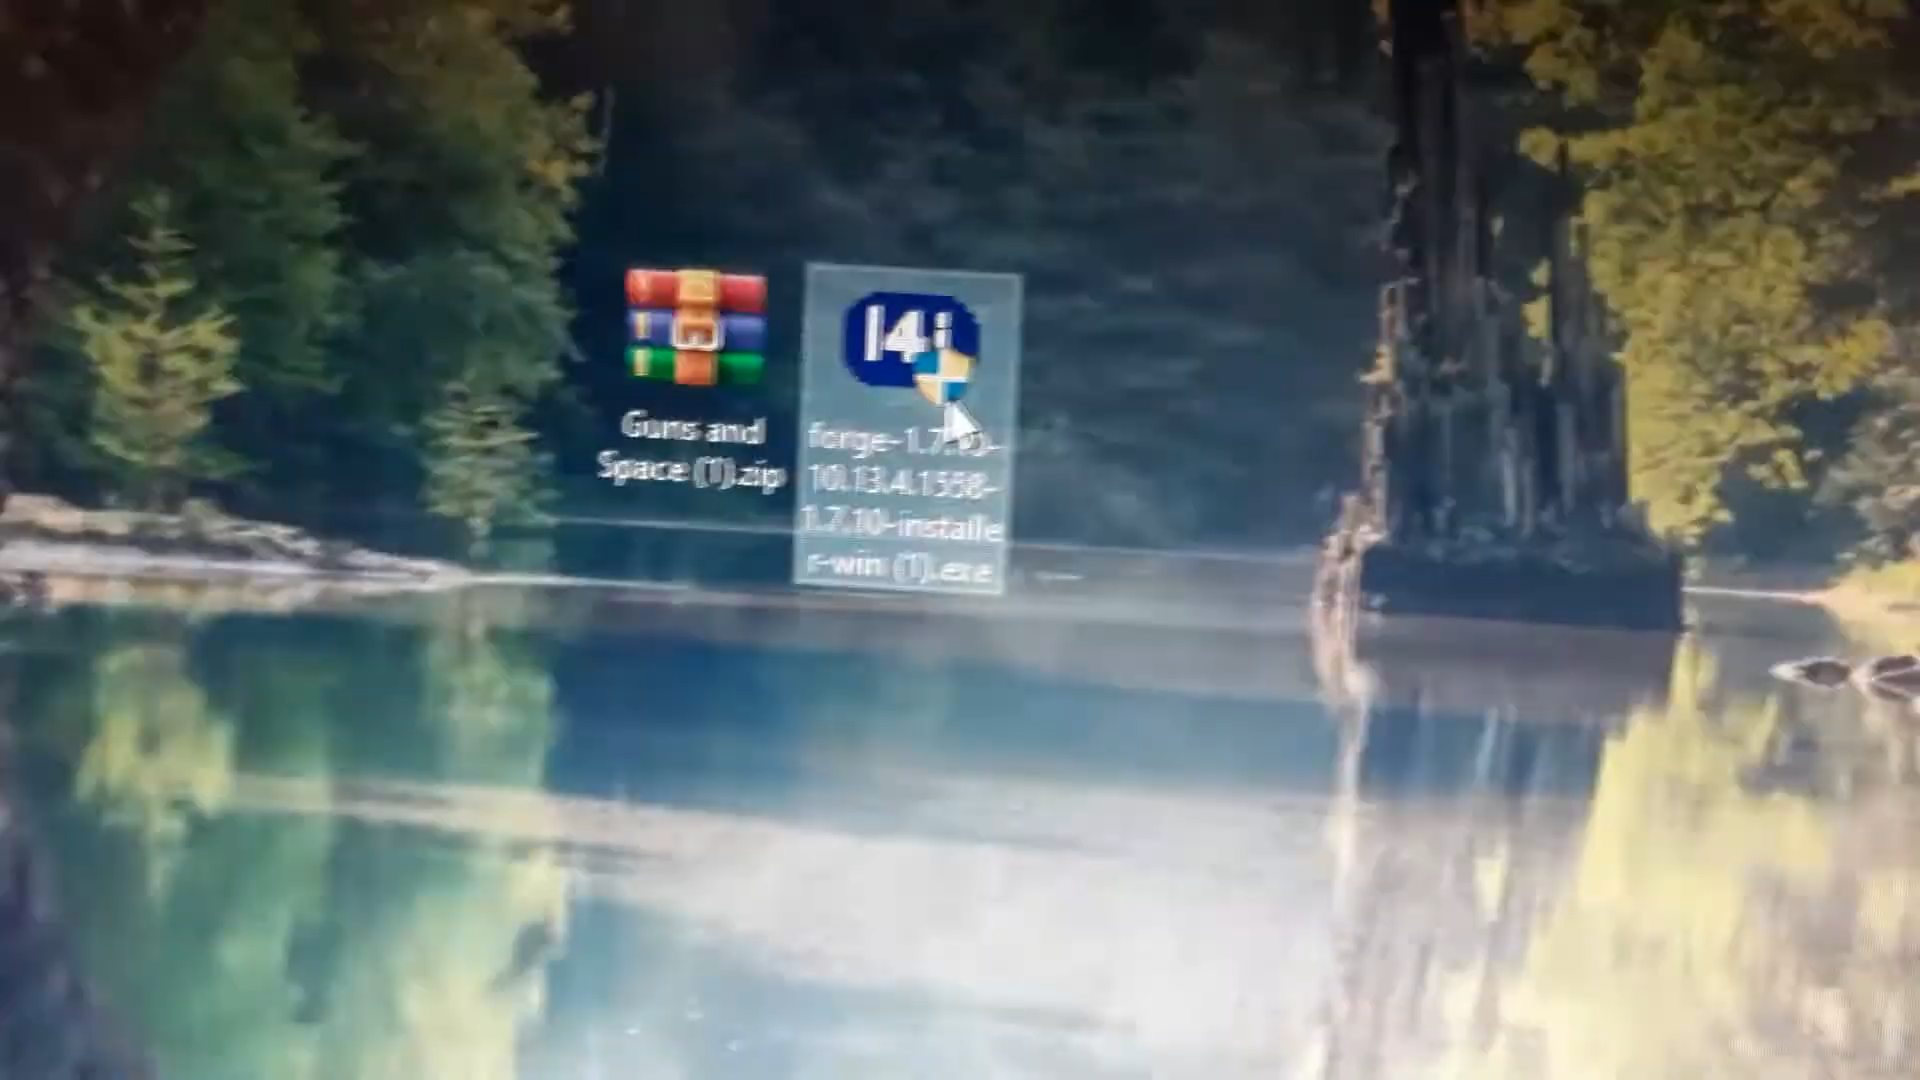 Guns and
Space (1).zip
l4j
forge-1.7.10-
10.13.4.1558-
1.7.10-installe
r-win (1).exe